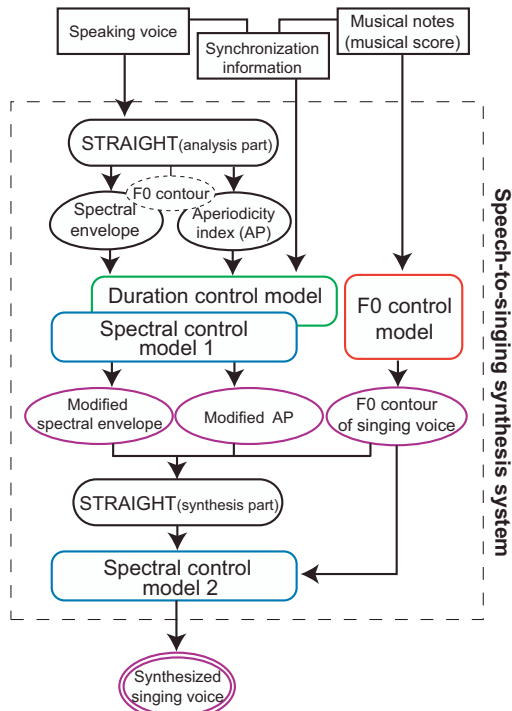 Speaking voice
Musical notes
(musical score)
Synchronization
information
STRAIGHT(analysis part)
F0 contour
Spectral
envelope
Aperiodicity
index (AP)
Duration control model
Spectral control
model 1
F0 control
model
Modified
spectral envelope
Modified AP
F0 contour
of singing voice
STRAIGHT(synthesis part)
Spectral control
model 2
Synthesized
singing voice
Speech-to-singing synthesis system